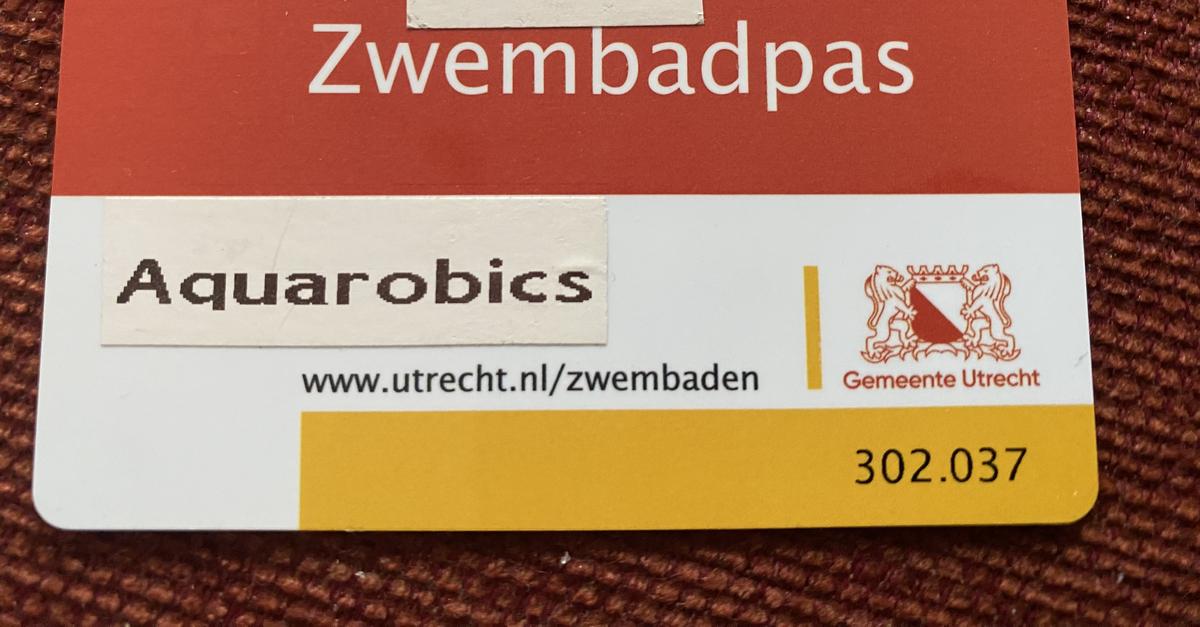 Zwembadpas
Aquarobics
www.utrecht.nl/zwembaden
Gemeente Utrecht
302.037